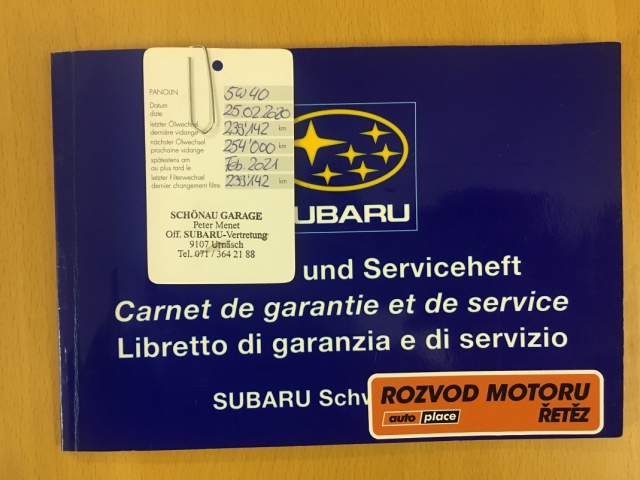 PANOLIN 5W40
Datum
date 25.02.2020
letzter Ölwechsel
dernière vidange 239'142 km
nächster Ölwechsel
prochaine vidange 254'000 km
spätestens am
au plus tard le Feb. 2021
letzter Filterwechsel
dernier changement filtre 239'142 km
SCHÖNAU GARAGE
Peter Menet
Off. SUBARU-Vertretung
9107 Urnäsch
Tel. 071 / 364 21 88
UBARU
und Serviceheft
Carnet de garantie et de service
Libretto di garanzia e di servizio
SUBARU Schw
ROZVOD MOTORU
auto place ŘETĚZ